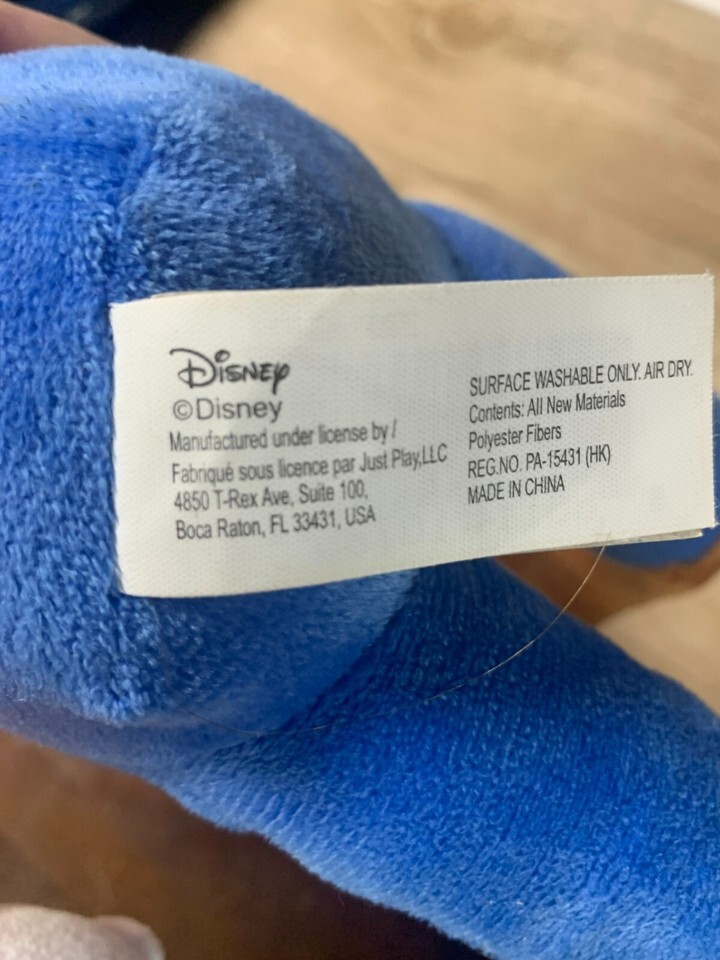 Disney
©Disney
Manufactured under license by /
Fabriqué sous licence par Just Play,LLC
4850 T-Rex Ave, Suite 100,
Boca Raton, FL 33431, USA
SURFACE WASHABLE ONLY. AIR DRY.
Contents: All New Materials
Polyester Fibers
REG.NO. PA-15431 (HK)
MADE IN CHINA